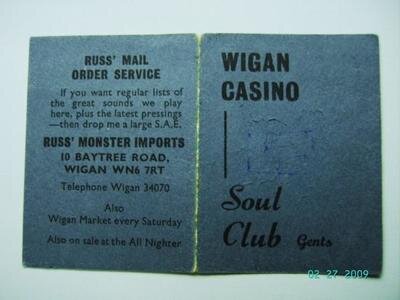 RUSS' MAIL
ORDER SERVICE
If you want regular lists of
the great sounds we play
here, plus the latest pressings
—then drop me a large S.A.E.
RUSS' MONSTER IMPORTS
10 BAYTREE ROAD,
WIGAN WN6 7RT
Telephone Wigan 34070
Also
Wigan Market every Saturday
Also on sale at the All Nighter
WIGAN
CASINO
Soul
Club Gents
02 27 2009